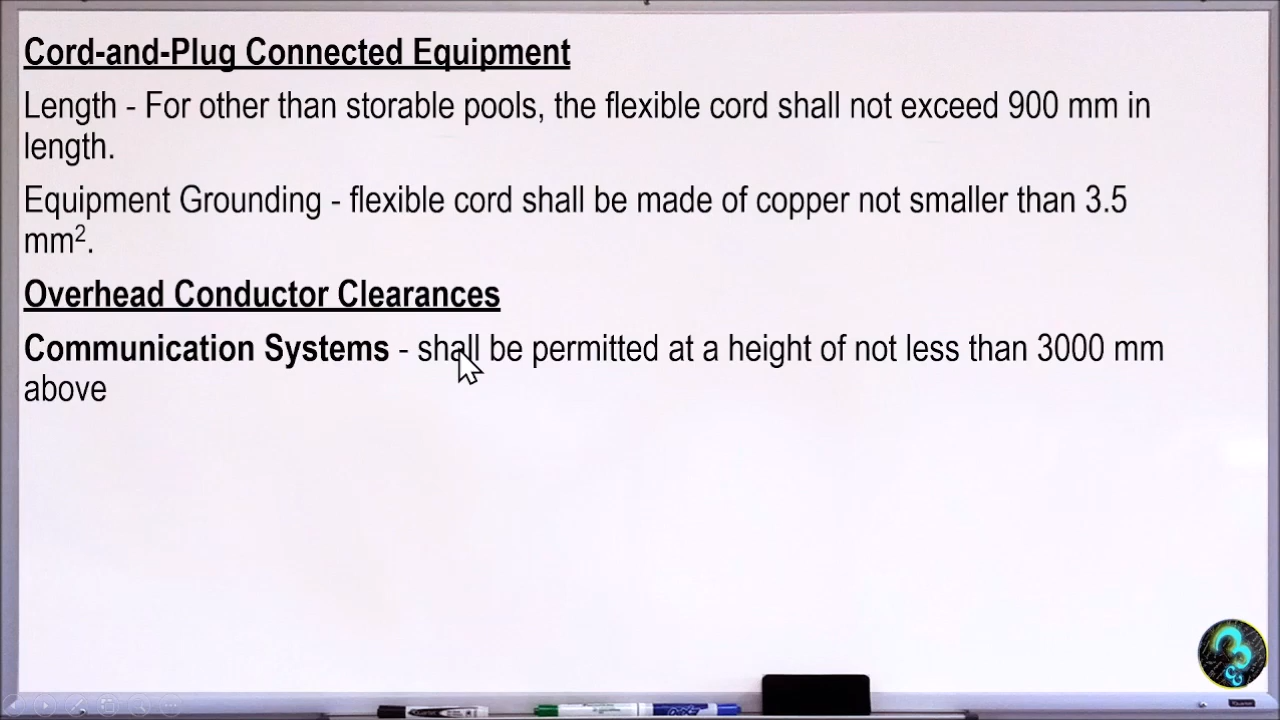 Cord-and-Plug Connected Equipment
Length - For other than storable pools, the flexible cord shall not exceed 900 mm in
length.
Equipment Grounding - flexible cord shall be made of copper not smaller than 3.5
mm².
Overhead Conductor Clearances
Communication Systems - shall be permitted at a height of not less than 3000 mm
above